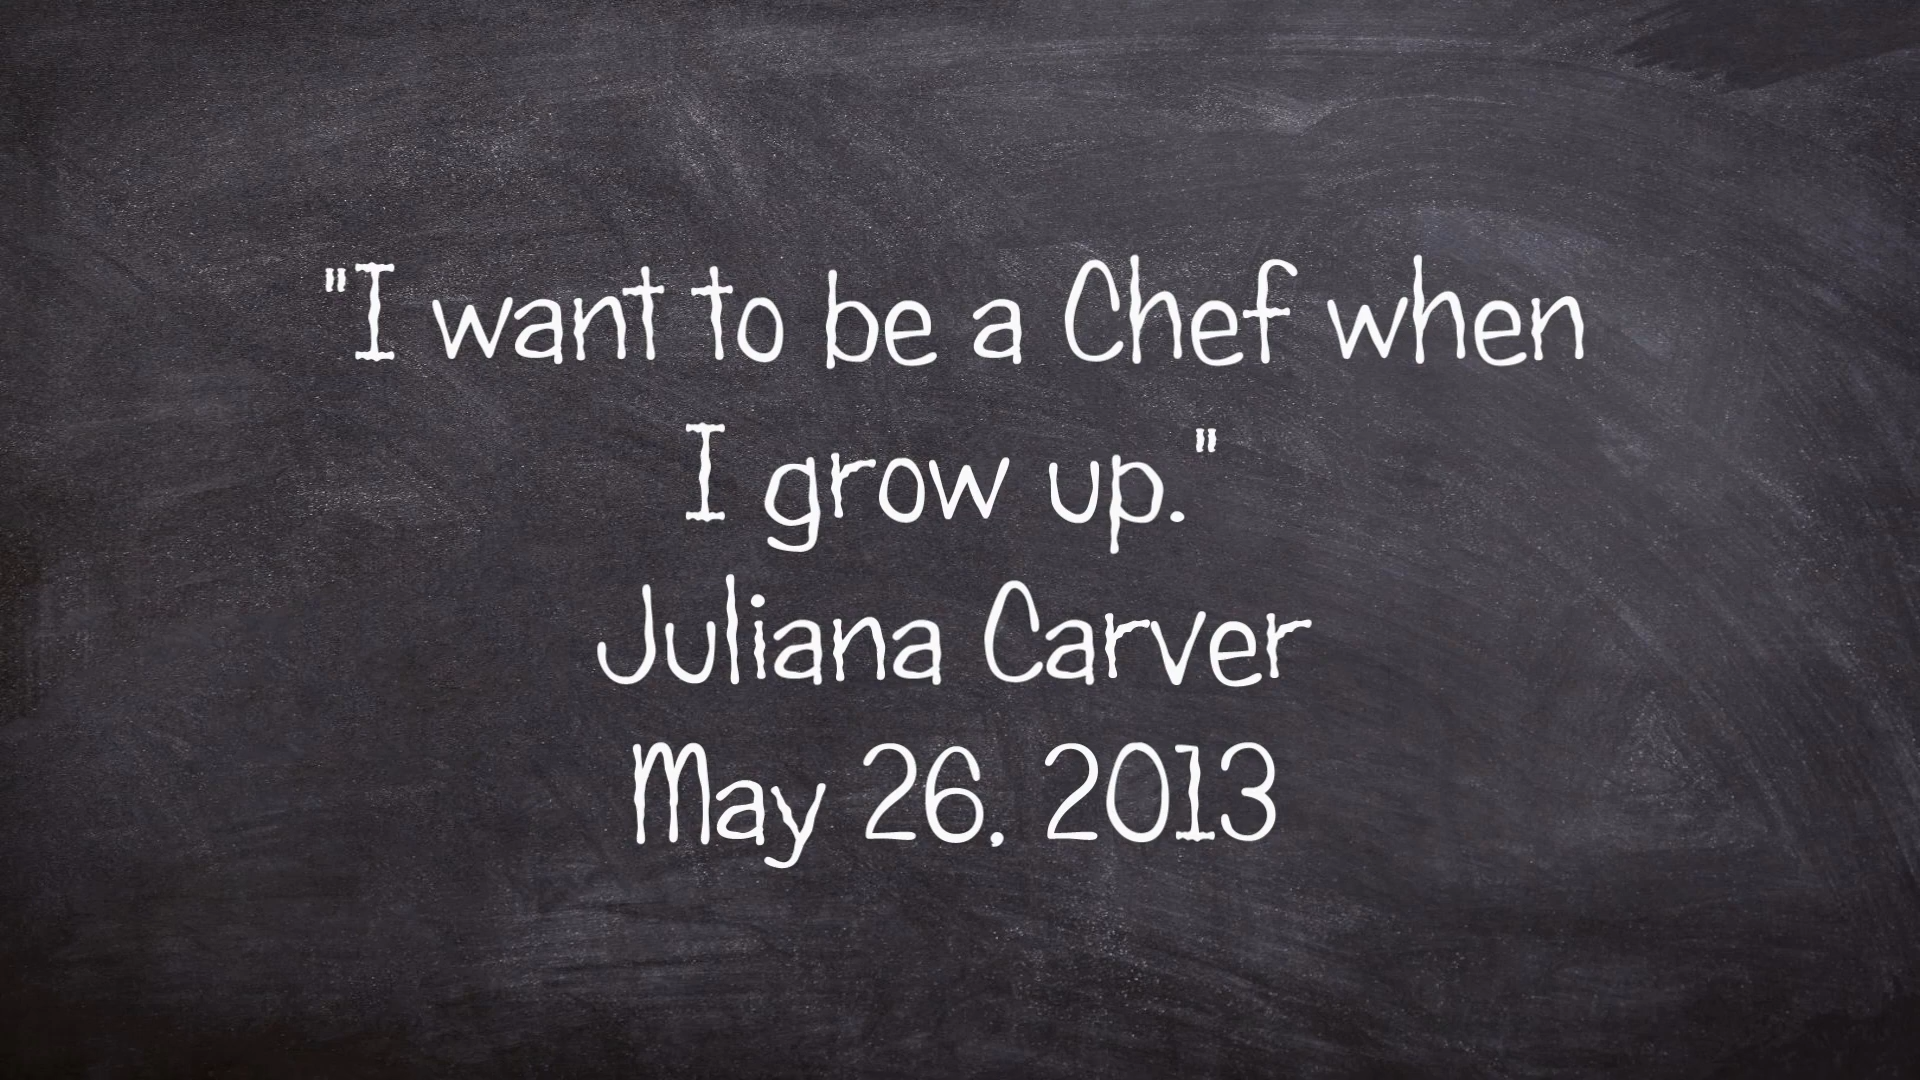 "I want to be a Chef when
I grow up."
Juliana Carver
May 26, 2013